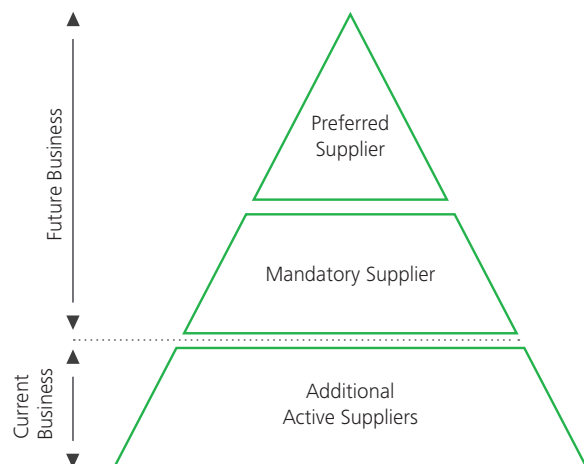 Future Business
Preferred
Supplier
Mandatory Supplier
Current
Business
Additional
Active Suppliers